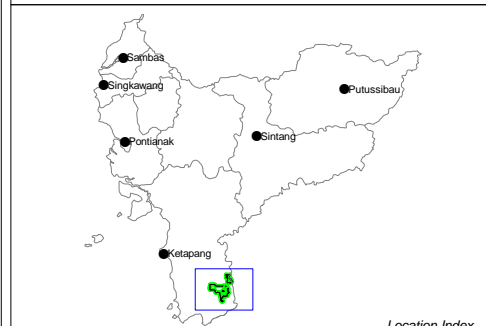 Sambas
Singkawang
Putussibau
Sintang
Pontianak
Ketapang
Location Index